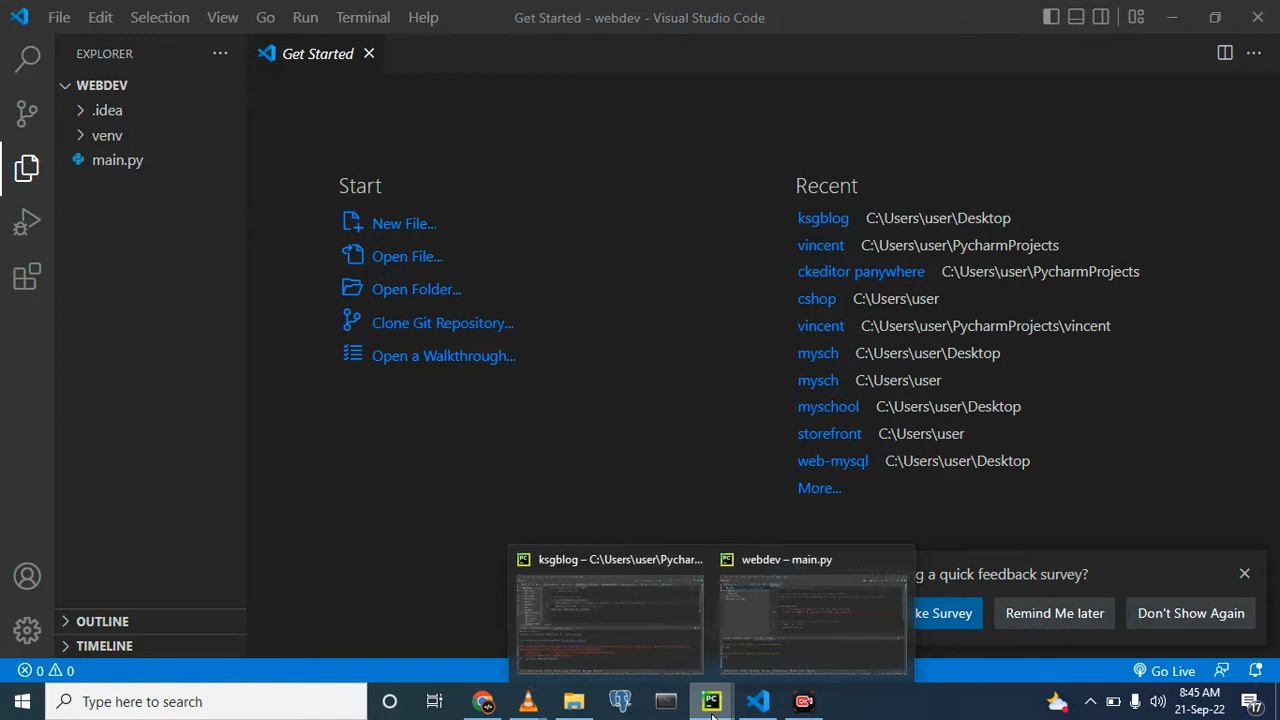 File Edit Selection View Go Run Terminal Help
Get Started - webdev - Visual Studio Code
EXPLORER
Get Started
WEBDEV
.idea
venv
main.py
Start
New File...
Open File...
Open Folder...
Clone Git Repository...
Open a Walkthrough...
Recent
ksgblog C:\Users\user\Desktop
vincent C:\Users\user\PycharmProjects
ckeditor panywhere C:\Users\user\PycharmProjects
cshop C:\Users\user
vincent C:\Users\user\PycharmProjects\vincent
mysch C:\Users\user\Desktop
mysch C:\Users\user
myschool C:\Users\user\Desktop
storefront C:\Users\user
web-mysql C:\Users\user\Desktop
More...
PC ksgblog – C:\Users\user\Pychar...
PC webdev – main.py
g a quick feedback survey?
ke Survey
Remind Me later
Don't Show Again
OUTLINE
TIMELINE
0 0
Go Live
Type here to search
PC
8:45 AM
21-Sep-22
17